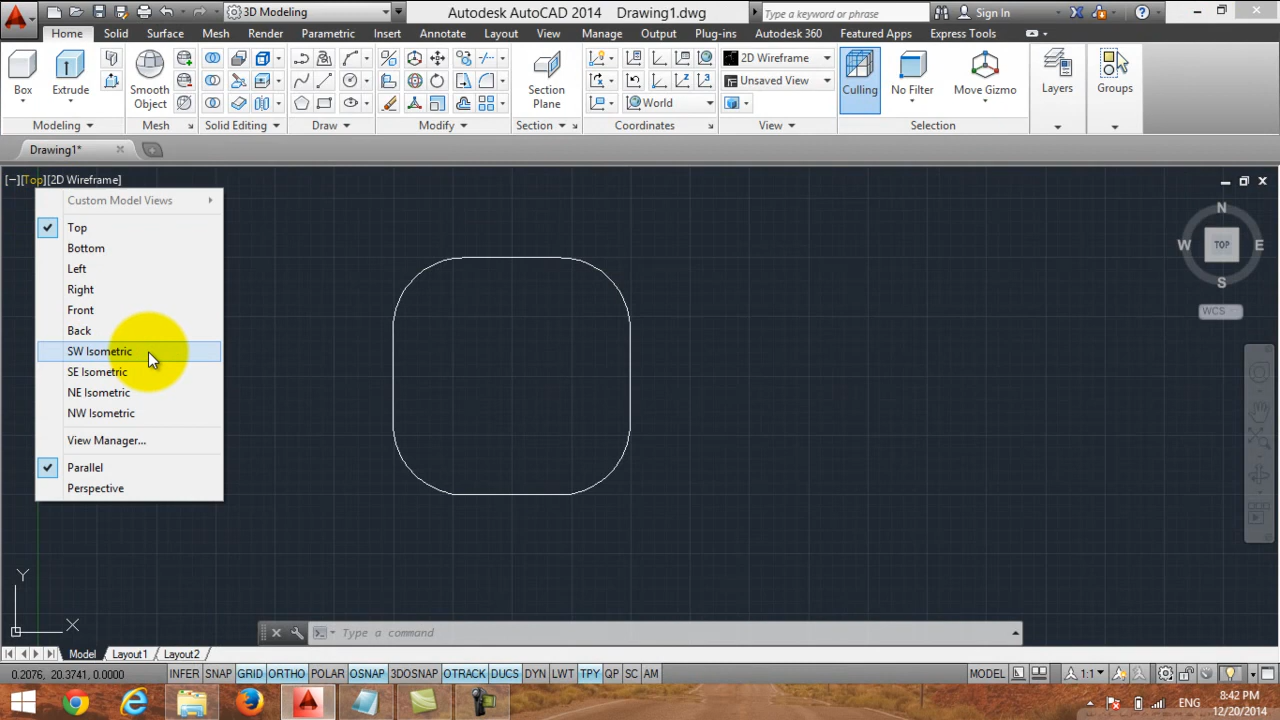 3D Modeling
Autodesk AutoCAD 2014 Drawing1.dwg
Type a keyword or phrase
Sign In
Home Solid Surface Mesh Render Parametric Insert Annotate Layout View Manage Output Plug-ins Autodesk 360 Featured Apps Express Tools
Box
Extrude
Smooth
Object
Section
Plane
2D Wireframe
Unsaved View
World
Culling
No Filter
Move Gizmo
Layers
Groups
Modeling Mesh Solid Editing Draw Modify Section Coordinates View Selection
Drawing1*
[−][Top][2D Wireframe]
Custom Model Views
Top
Bottom
Left
Right
Front
Back
SW Isometric
SE Isometric
NE Isometric
NW Isometric
View Manager...
Parallel
Perspective
N
W TOP E
S
WCS
Y
X
Type a command
Model Layout1 Layout2
0.2076, 20.3741, 0.0000 INFER SNAP GRID ORTHO POLAR OSNAP 3DOSNAP OTRACK DUCS DYN LWT TPY QP SC AM MODEL 1:1
ENG
8:42 PM
12/20/2014